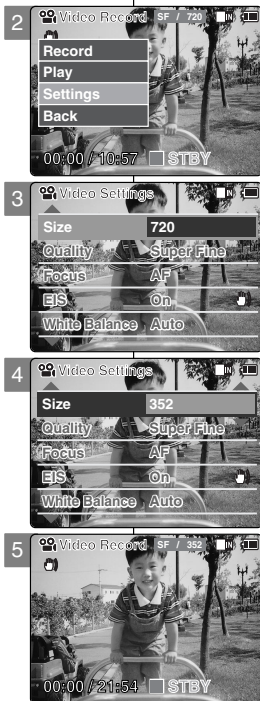 2
Video Record SF / 720 IN
Record
Play
Settings
Back
00:00 / 10:57 STBY
3
Video Settings IN
Size 720
Quality Super Fine
Focus AF
EIS On
White Balance Auto
4
Video Settings IN
Size 352
Quality Super Fine
Focus AF
EIS On
White Balance Auto
5
Video Record SF / 352 IN
00:00 / 21:54 STBY